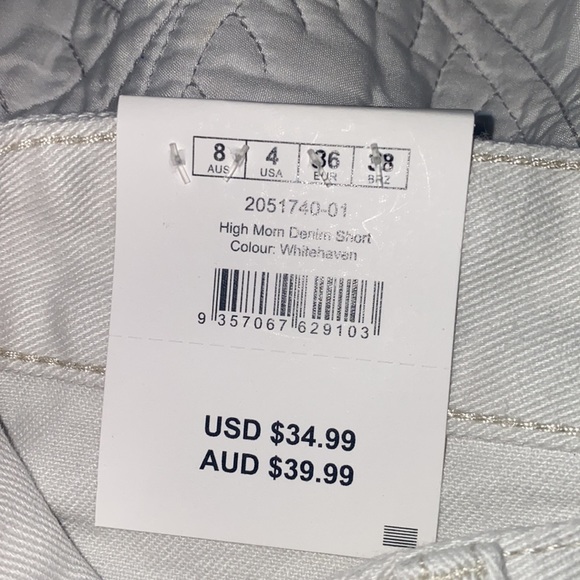 8 4 36 38
AUS USA EUR BRZ
2051740-01
High Morn Denim Short
Colour: Whitehaven
9 357067 629103
USD $34.99
AUD $39.99